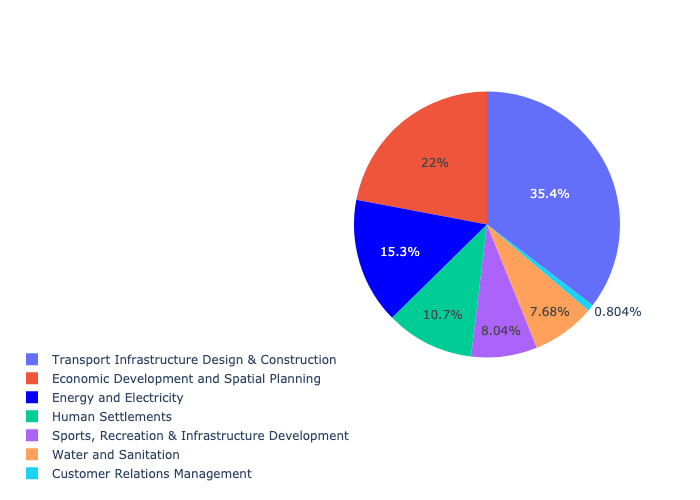 22%
35.4%
15.3%
10.7%
8.04%
7.68%
0.804%
Transport Infrastructure Design & Construction
Economic Development and Spatial Planning
Energy and Electricity
Human Settlements
Sports, Recreation & Infrastructure Development
Water and Sanitation
Customer Relations Management